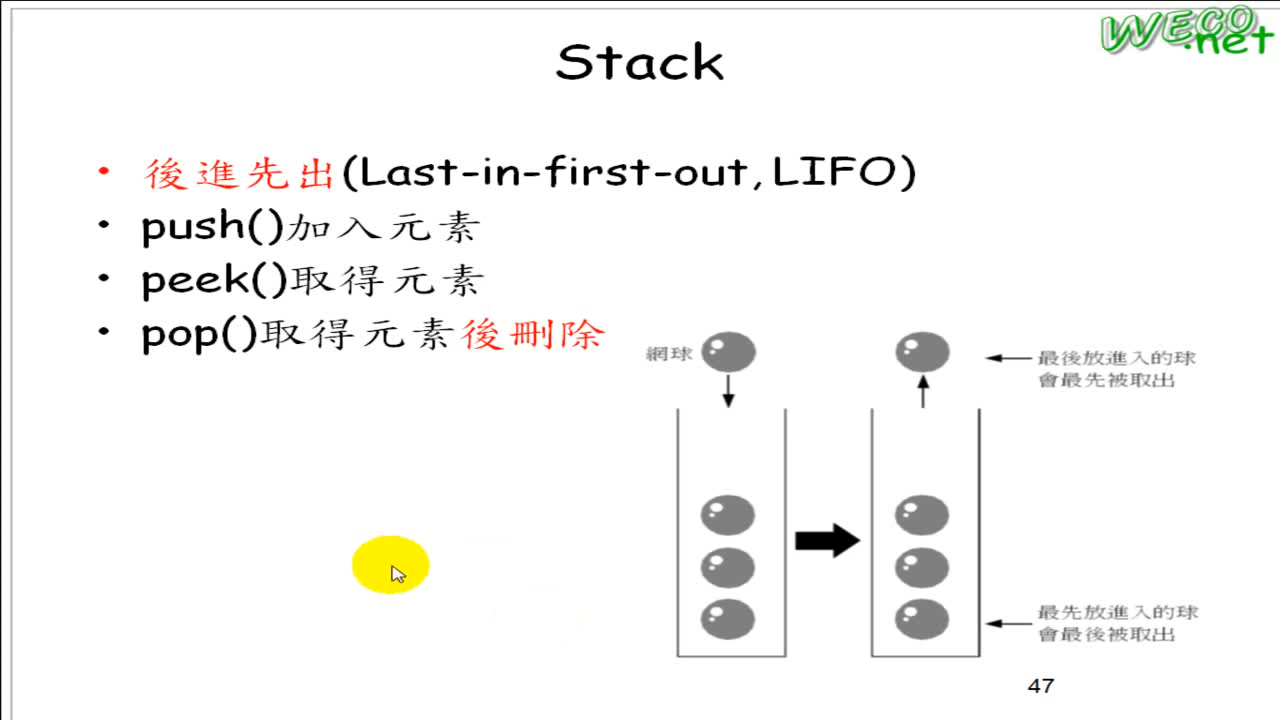 WECO
.net
Stack
• 後進先出(Last-in-first-out,LIFO)
• push()加入元素
• peek()取得元素
• pop()取得元素後刪除
網球
最後放進入的球
會最先被取出
最先放進入的球
會最後被取出
47